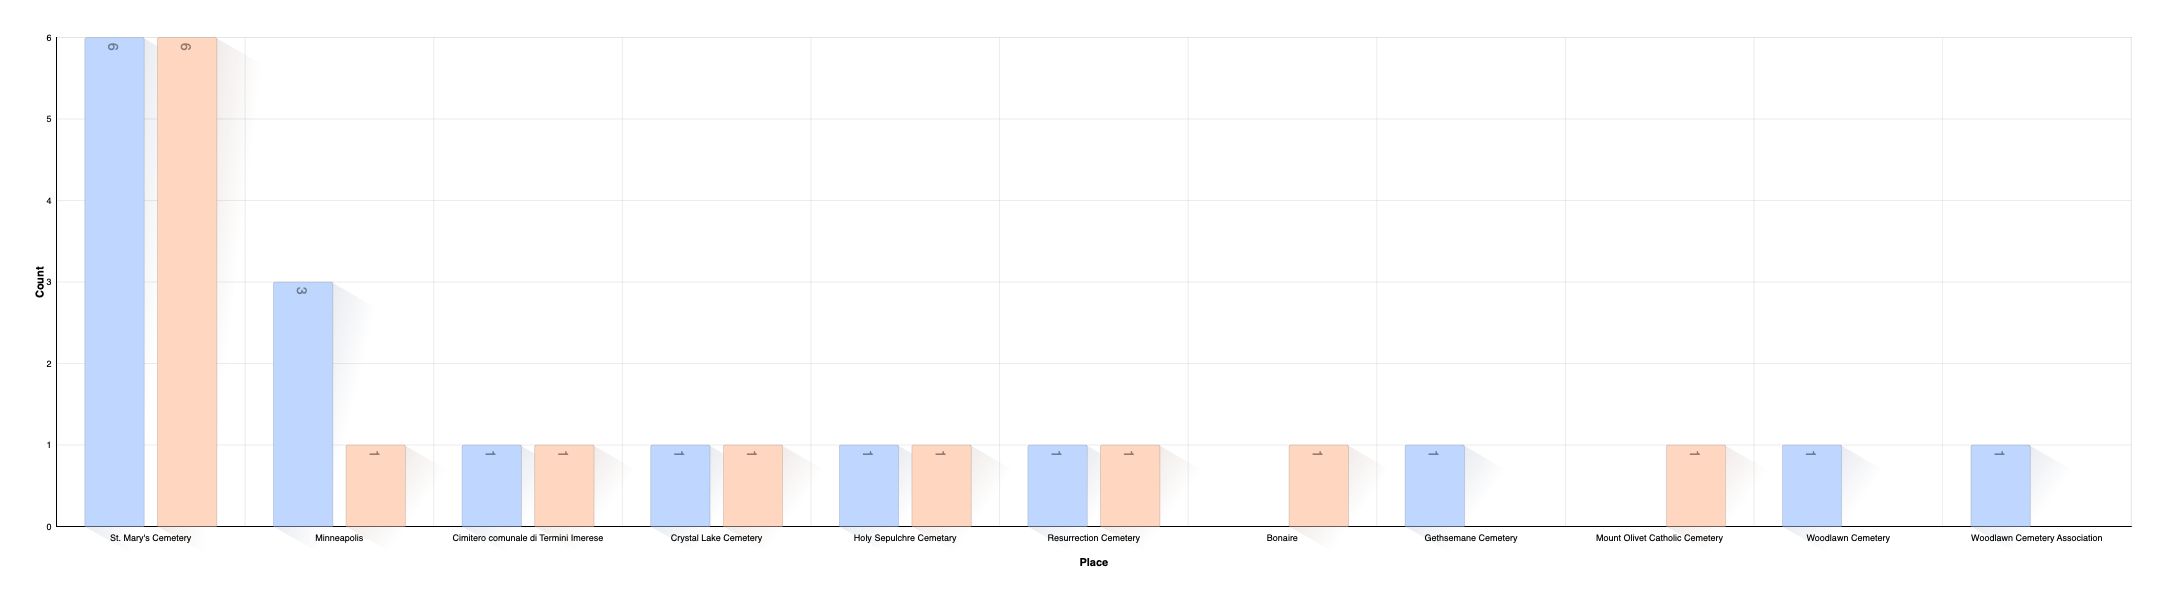 6
5
4
3
2
1
0
Count
6
6
3
1
1
1
1
1
1
1
1
1
1
1
1
1
1
St. Mary's Cemetery
Minneapolis
Cimitero comunale di Termini Imerese
Crystal Lake Cemetery
Holy Sepulchre Cemetary
Resurrection Cemetery
Bonaire
Gethsemane Cemetery
Mount Olivet Catholic Cemetery
Woodlawn Cemetery
Woodlawn Cemetery Association
Place